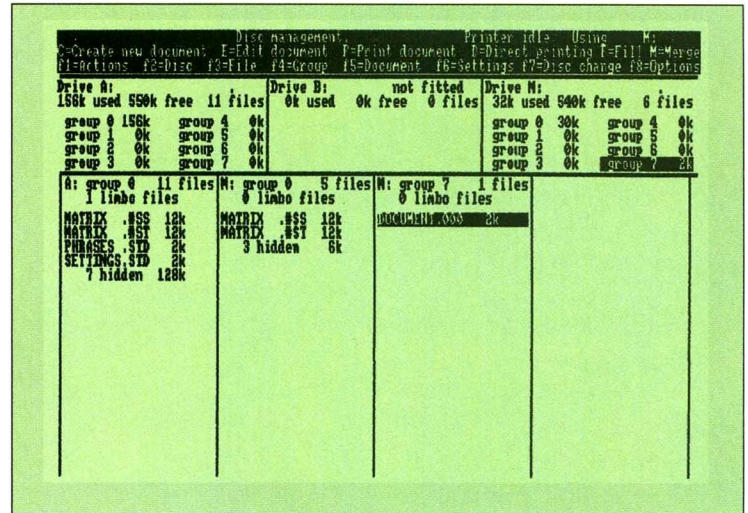 Disc management. Printer idle. Using M:
C=Create new document E=Edit document P=Print document D=Direct printing F=Fill M=Merge
f1=Actions f2=Disc f3=File f4=Group f5=Document f6=Settings f7=Disc change f8=Options
Drive A: Drive B: not fitted Drive M:
156k used 550k free 11 files 0k used 0k free 0 files 32k used 540k free 6 files
group 0 156k group 4 0k group 0 30k group 4 0k
group 1 0k group 5 0k group 1 0k group 5 0k
group 2 0k group 6 0k group 2 0k group 6 0k
group 3 0k group 7 0k group 3 0k group 7 2k
A: group 0 11 files M: group 0 5 files M: group 7 1 files
1 limbo files 0 limbo files 0 limbo files
MATRIX .#SS 12k MATRIX .#SS 12k DOCUMENT.000 2k
MATRIX .#ST 12k MATRIX .#ST 12k
PHRASES .STD 2k 3 hidden 6k
SETTINGS.STD 2k
7 hidden 128k